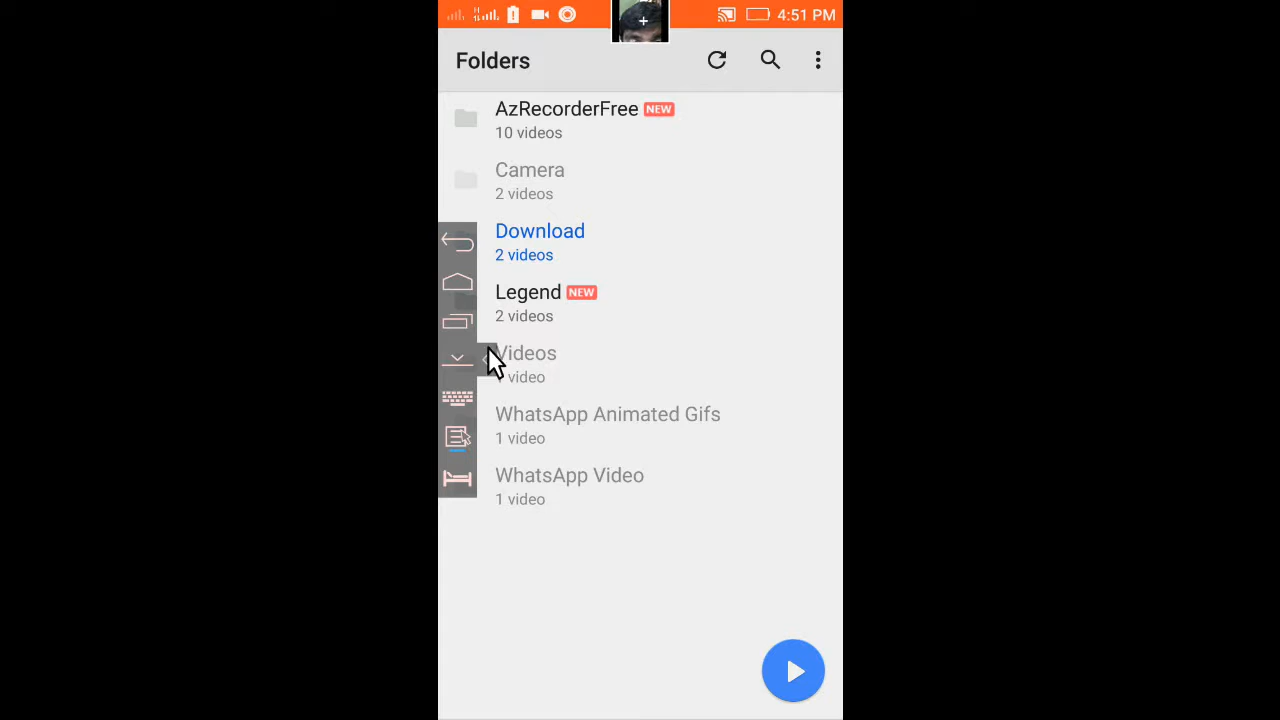 H 4:51 PM
Folders
AzRecorderFree NEW
10 videos
Camera
2 videos
Download
2 videos
Legend NEW
2 videos
Videos
video
WhatsApp Animated Gifs
1 video
WhatsApp Video
1 video